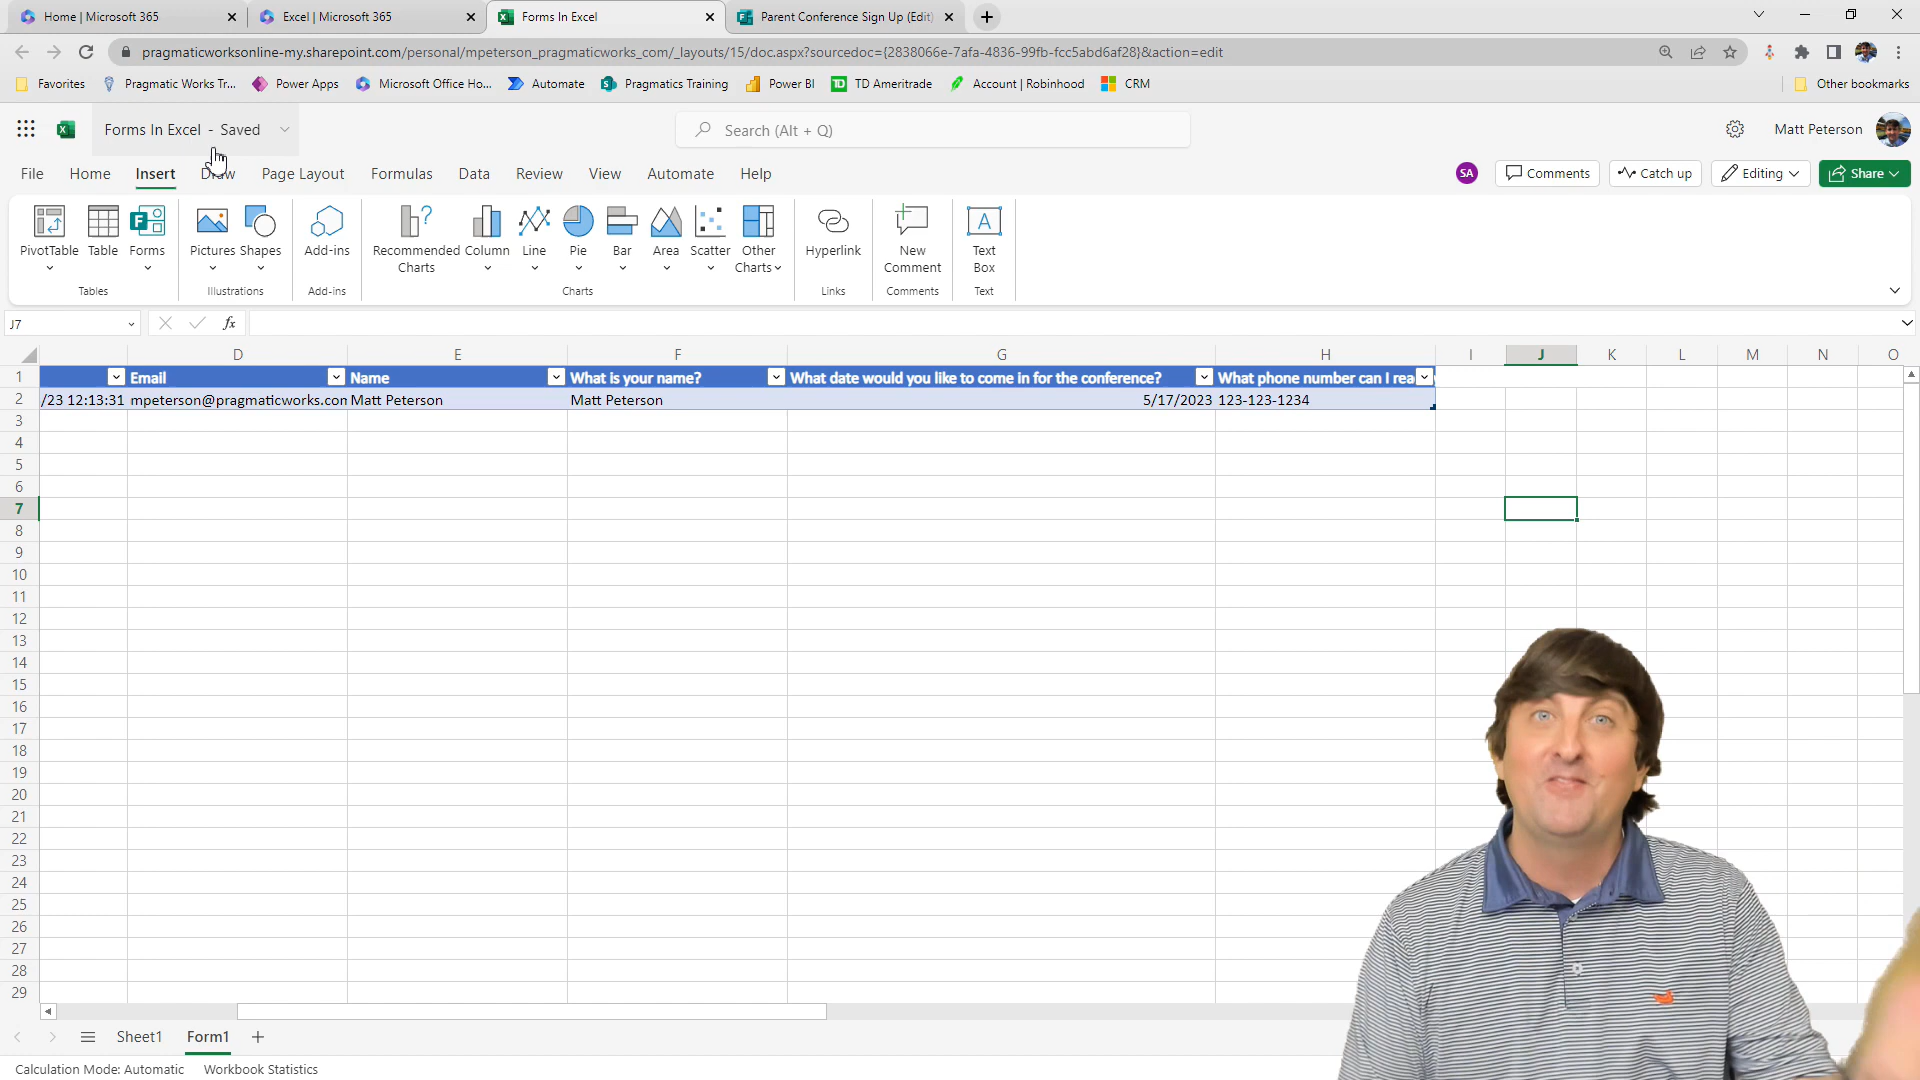 Home | Microsoft 365
Excel | Microsoft 365
Forms In Excel
Parent Conference Sign Up (Edit)
pragmaticworksonline-my.sharepoint.com/personal/mpeterson_pragmaticworks_com/_layouts/15/doc.aspx?sourcedoc={2838066e-7afa-4836-99fb-fcc5abd6af28}&action=edit
Favorites Pragmatic Works Tr... Power Apps Microsoft Office Ho... Automate Pragmatics Training Power BI TD Ameritrade Account | Robinhood CRM Other bookmarks
Forms In Excel - Saved
Search (Alt + Q)
Matt Peterson
File Home Insert Draw Page Layout Formulas Data Review View Automate Help
SA Comments Catch up Editing Share
PivotTable Table Forms Pictures Shapes Add-ins Recommended Charts Column Line Pie Bar Area Scatter Other Charts Hyperlink New Comment Text Box
Tables Illustrations Add-ins Charts Links Comments Text
J7 fx
D E F G H I J K L M N O
1 Email Name What is your name? What date would you like to come in for the conference? What phone number can I rea
2 /23 12:13:31 mpeterson@pragmaticworks.con Matt Peterson Matt Peterson 5/17/2023 123-123-1234
3
4
5
6
7
8
9
10
11
12
13
14
15
16
17
18
19
20
21
22
23
24
25
26
27
28
29
Sheet1 Form1
Calculation Mode: Automatic Workbook Statistics